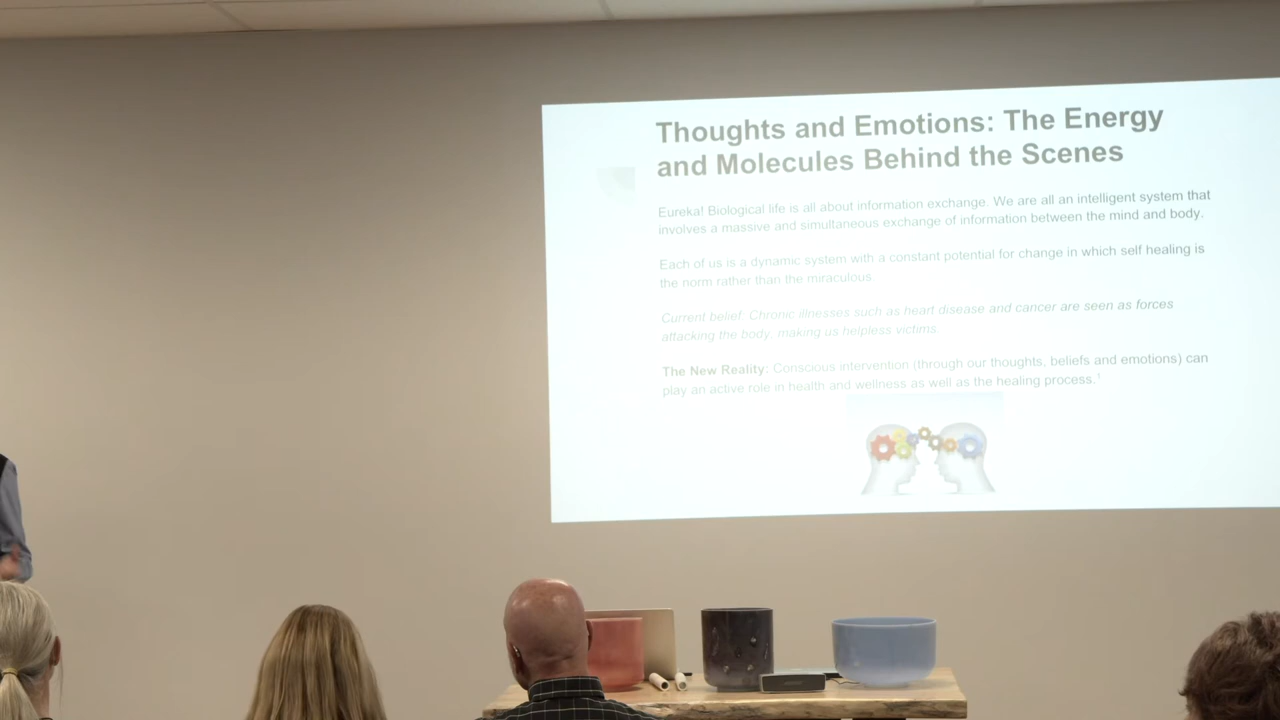 Thoughts and Emotions: The Energy
and Molecules Behind the Scenes
Eureka! Biological life is all about information exchange. We are all an intelligent system that
involves a massive and simultaneous exchange of information between the mind and body.
Each of us is a dynamic system with a constant potential for change in which self healing is
the norm rather than the miraculous.
Current belief: Chronic illnesses such as heart disease and cancer are seen as forces
attacking the body, making us helpless victims.
The New Reality: Conscious intervention (through our thoughts, beliefs and emotions) can
play an active role in health and wellness as well as the healing process.¹